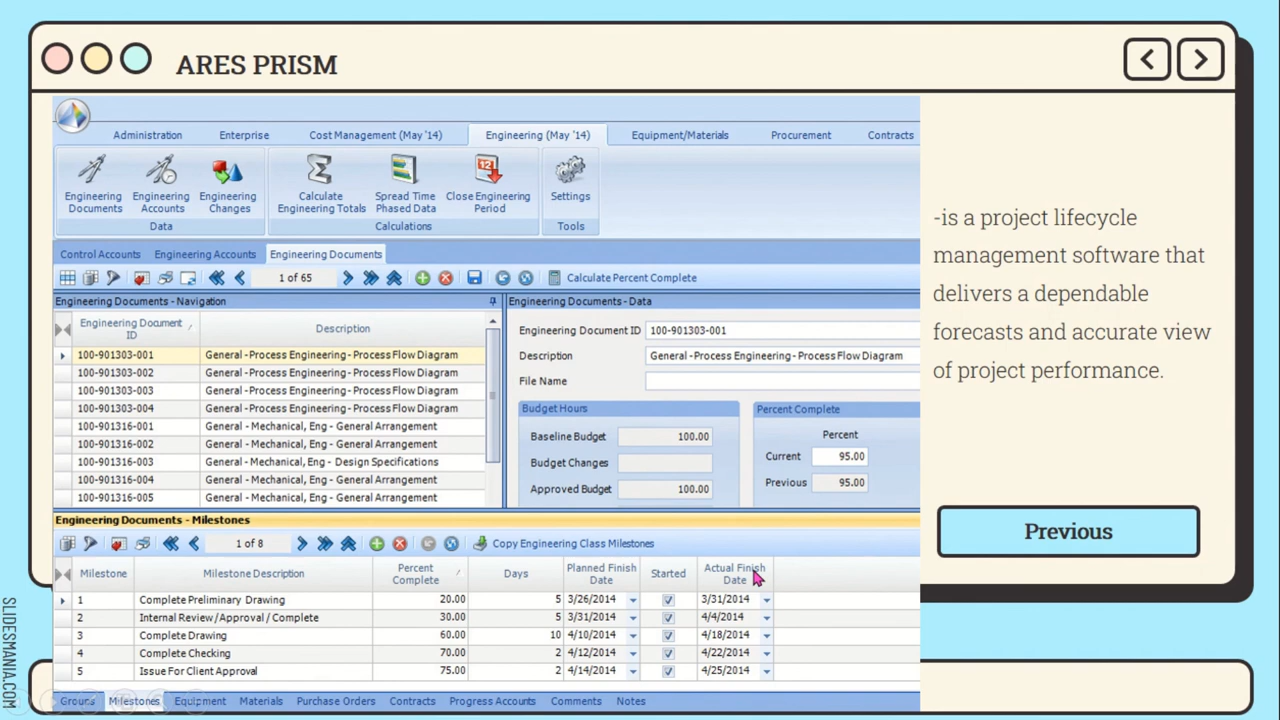 ARES PRISM
Administration Enterprise Cost Management (May '14) Engineering (May '14) Equipment/Materials Procurement Contracts
Engineering Documents
Engineering Accounts
Engineering Changes
Calculate Engineering Totals
Spread Time Phased Data
Close Engineering Period
Settings
Data Calculations Tools
Control Accounts Engineering Accounts Engineering Documents
1 of 65 Calculate Percent Complete
Engineering Documents - Navigation
Engineering Document ID Description
100-901303-001 General - Process Engineering - Process Flow Diagram
100-901303-002 General - Process Engineering - Process Flow Diagram
100-901303-003 General - Process Engineering - Process Flow Diagram
100-901303-004 General - Process Engineering - Process Flow Diagram
100-901316-001 General - Mechanical, Eng - General Arrangement
100-901316-002 General - Mechanical, Eng - General Arrangement
100-901316-003 General - Mechanical, Eng - Design Specifications
100-901316-004 General - Mechanical, Eng - General Arrangement
100-901316-005 General - Mechanical, Eng - General Arrangement
Engineering Documents - Data
Engineering Document ID 100-901303-001
Description General - Process Engineering - Process Flow Diagram
File Name
Budget Hours
Baseline Budget 100.00
Budget Changes
Approved Budget 100.00
Percent Complete
Percent
Current 95.00
Previous 95.00
Engineering Documents - Milestones
1 of 8 Copy Engineering Class Milestones
Milestone Milestone Description Percent Complete Days Planned Finish Date Started Actual Finish Date
1 Complete Preliminary Drawing 20.00 5 3/26/2014 3/31/2014
2 Internal Review / Approval / Complete 30.00 5 3/31/2014 4/4/2014
3 Complete Drawing 60.00 10 4/10/2014 4/18/2014
4 Complete Checking 70.00 2 4/12/2014 4/22/2014
5 Issue For Client Approval 75.00 2 4/14/2014 4/25/2014
Groups Milestones Equipment Materials Purchase Orders Contracts Progress Accounts Comments Notes
-is a project lifecycle
management software that
delivers a dependable
forecasts and accurate view
of project performance.
Previous
SLIDESMANIA.COM